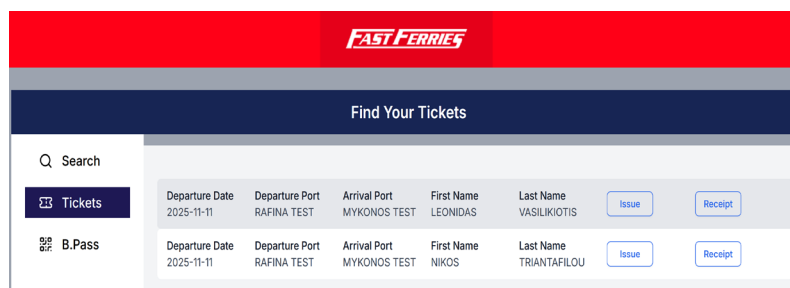 FAST FERRIES
Find Your Tickets
Search
Tickets
B.Pass
Departure Date Departure Port Arrival Port First Name Last Name
2025-11-11 RAFINA TEST MYKONOS TEST LEONIDAS VASILIKIOTIS
Issue Receipt
Departure Date Departure Port Arrival Port First Name Last Name
2025-11-11 RAFINA TEST MYKONOS TEST NIKOS TRIANTAFILOU
Issue Receipt